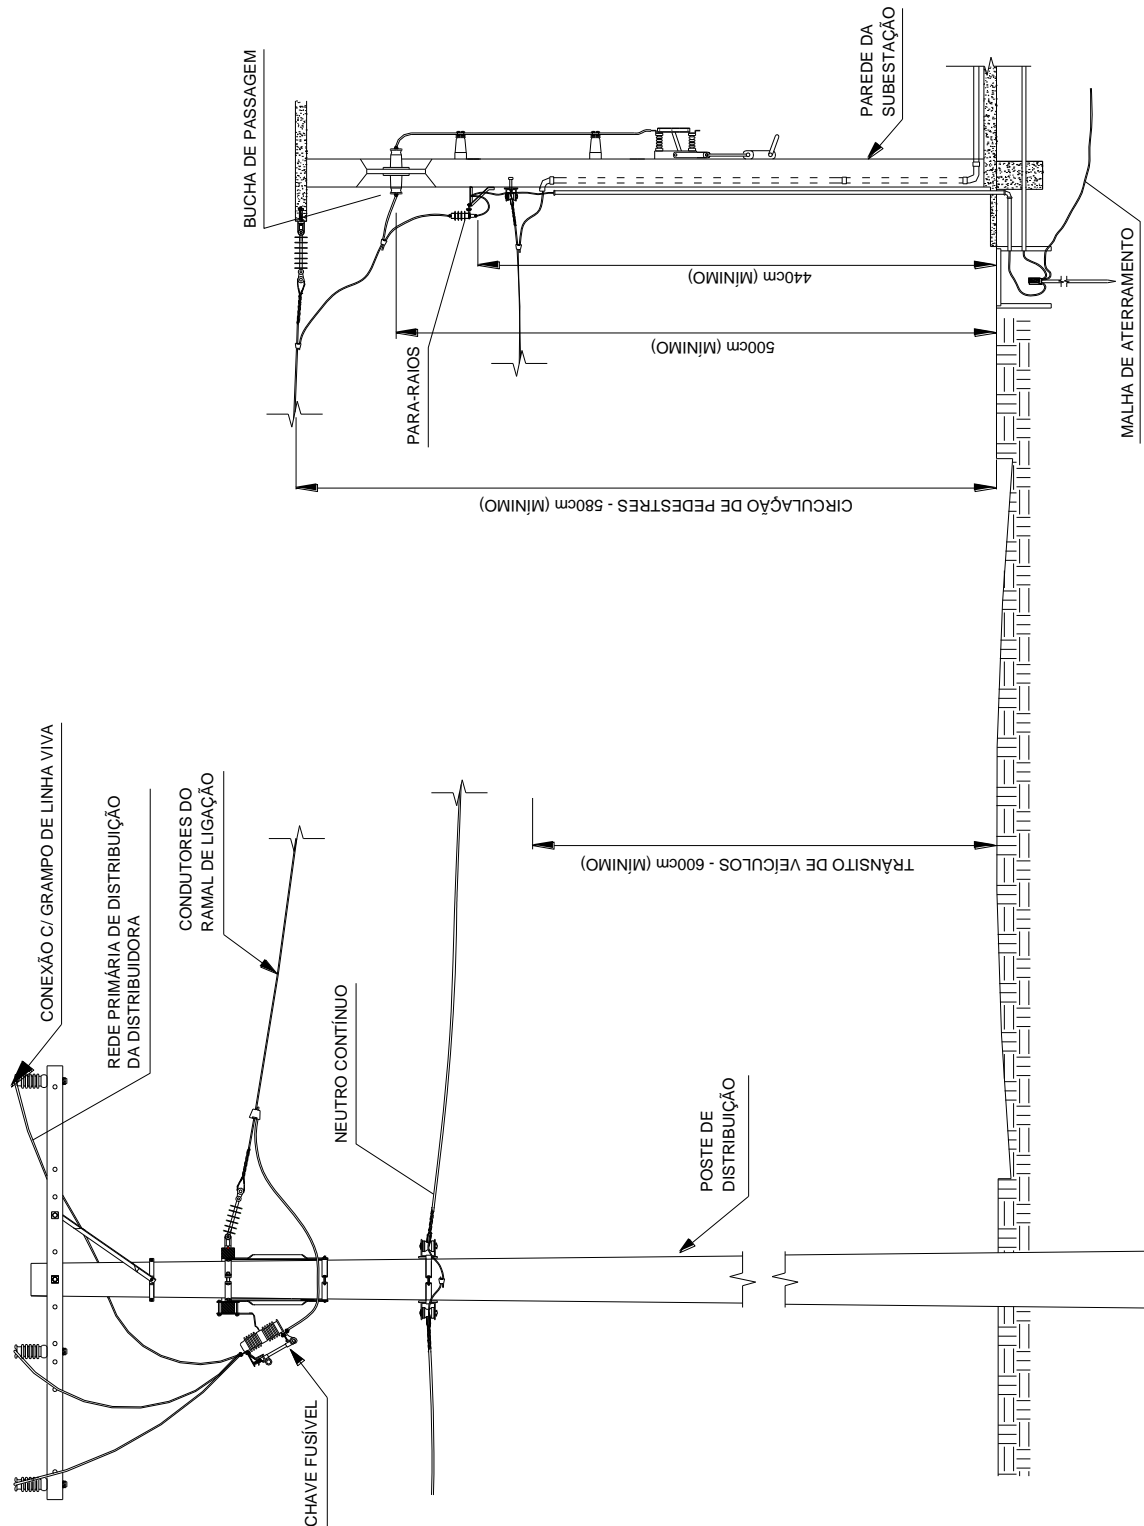 CONEXÃO C/ GRAMPO DE LINHA VIVA
REDE PRIMÁRIA DE DISTRIBUIÇÃO
DA DISTRIBUIDORA
CONDUTORES DO
RAMAL DE LIGAÇÃO
NEUTRO CONTÍNUO
CHAVE FUSÍVEL
POSTE DE
DISTRIBUIÇÃO
TRÂNSITO DE VEÍCULOS - 600cm (MÍNIMO)
CIRCULAÇÃO DE PEDESTRES - 580cm (MÍNIMO)
500cm (MÍNIMO)
440cm (MÍNIMO)
BUCHA DE PASSAGEM
PARA-RAIOS
PAREDE DA
SUBESTAÇÃO
MALHA DE ATERRAMENTO